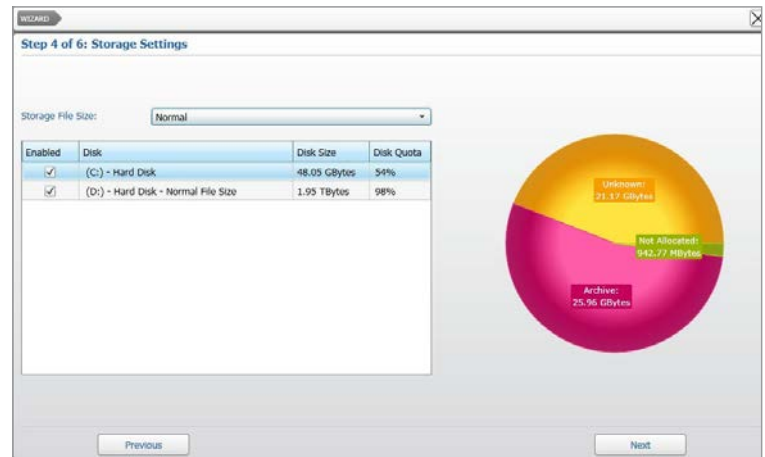 WIZARD
Step 4 of 6: Storage Settings
Storage File Size: Normal
Enabled Disk Disk Size Disk Quota
(C:) - Hard Disk 48.05 GBytes 54%
(D:) - Hard Disk - Normal File Size 1.95 TBytes 98%
Unknown:
21.17 GBytes
Not Allocated:
942.77 MBytes
Archive:
25.96 GBytes
Previous Next